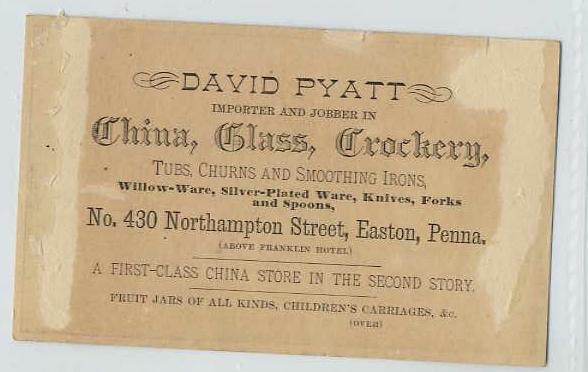 DAVID PYATT
IMPORTER AND JOBBER IN
China, Glass, Crockery,
TUBS, CHURNS AND SMOOTHING IRONS,
Willow-Ware, Silver-Plated Ware, Knives, Forks
and Spoons,
No. 430 Northampton Street, Easton, Penna.
(ABOVE FRANKLIN HOTEL)
A FIRST-CLASS CHINA STORE IN THE SECOND STORY.
FRUIT JARS OF ALL KINDS, CHILDREN'S CARRIAGES, &c.
(OVER)